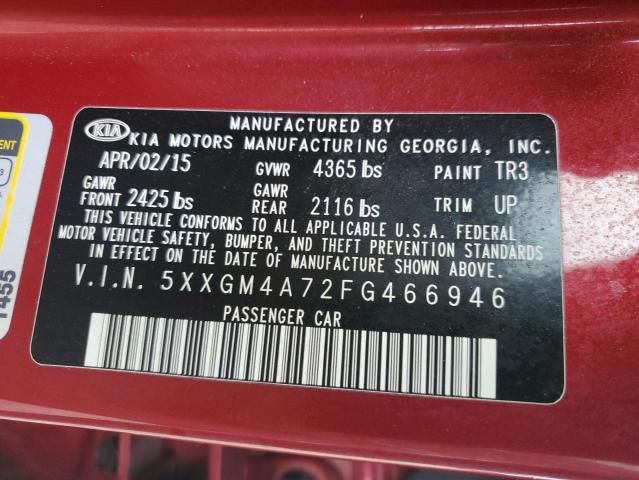 MANUFACTURED BY
KIA KIA MOTORS MANUFACTURING GEORGIA, INC.
APR/02/15 GVWR 4365 lbs PAINT TR3
GAWR FRONT 2425 lbs GAWR REAR 2116 lbs TRIM UP
THIS VEHICLE CONFORMS TO ALL APPLICABLE U.S.A. FEDERAL
MOTOR VEHICLE SAFETY, BUMPER, AND THEFT PREVENTION STANDARDS
IN EFFECT ON THE DATE OF MANUFACTURE SHOWN ABOVE.
V.I.N. 5XXGM4A72FG466946
PASSENGER CAR
1455